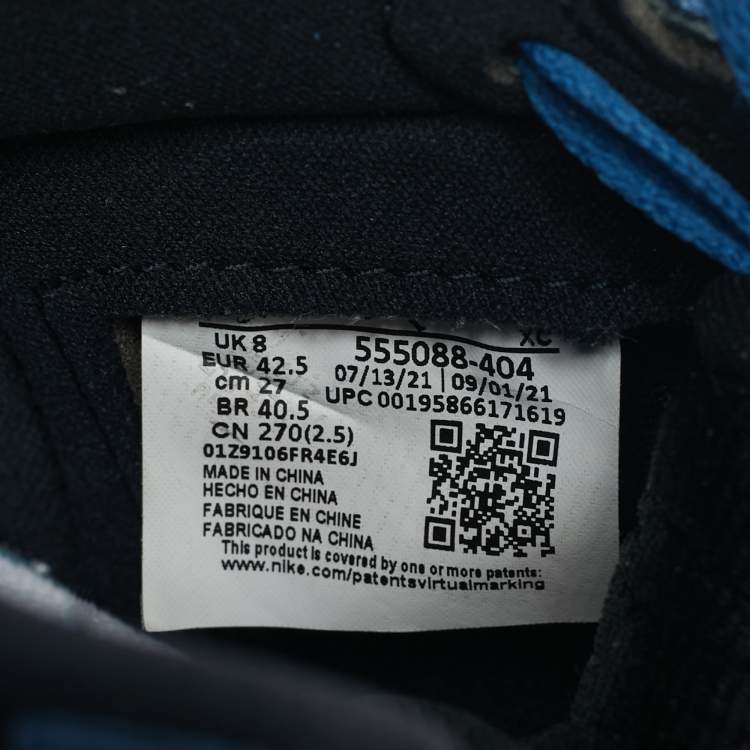 XC
UK 8
EUR 42.5
cm 27
BR 40.5
CN 270(2.5)
555088-404
07/13/21 | 09/01/21
UPC 00195866171619
01Z9106FR4E6J
MADE IN CHINA
HECHO EN CHINA
FABRIQUE EN CHINE
FABRICADO NA CHINA
This product is covered by one or more patents:
www.nike.com/patentsvirtualmarking